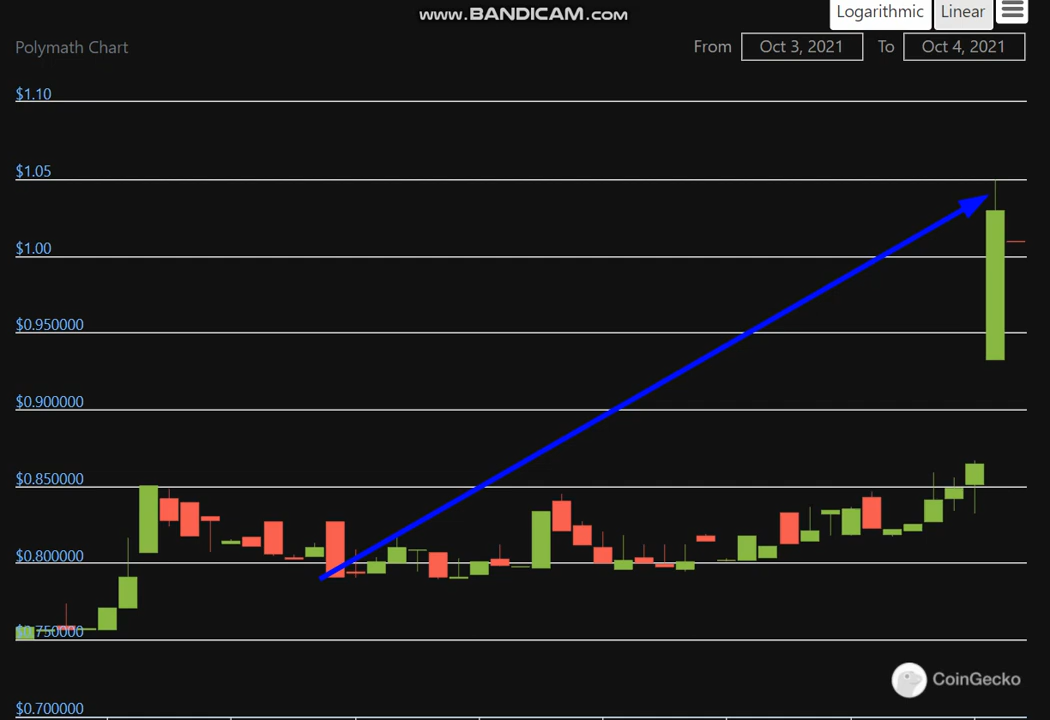 www.BANDICAM.com
Logarithmic Linear
Polymath Chart From Oct 3, 2021 To Oct 4, 2021
$1.10
$1.05
$1.00
$0.950000
$0.900000
$0.850000
$0.800000
$0.750000
CoinGecko
$0.700000